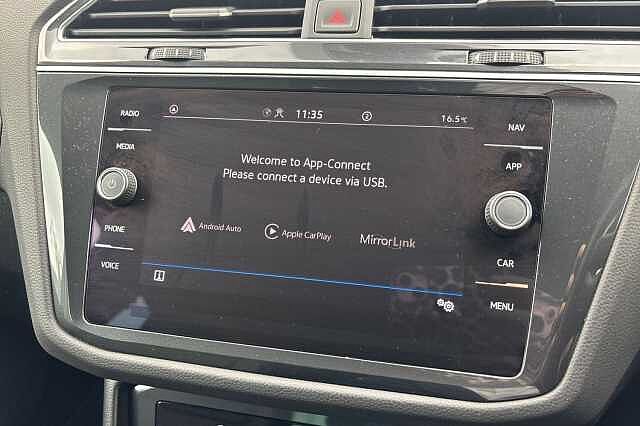 RADIO
MEDIA
PHONE
VOICE
11:35
2
16.5°C
Welcome to App-Connect
Please connect a device via USB.
Android Auto
Apple CarPlay
MirrorLink
NAV
APP
CAR
MENU